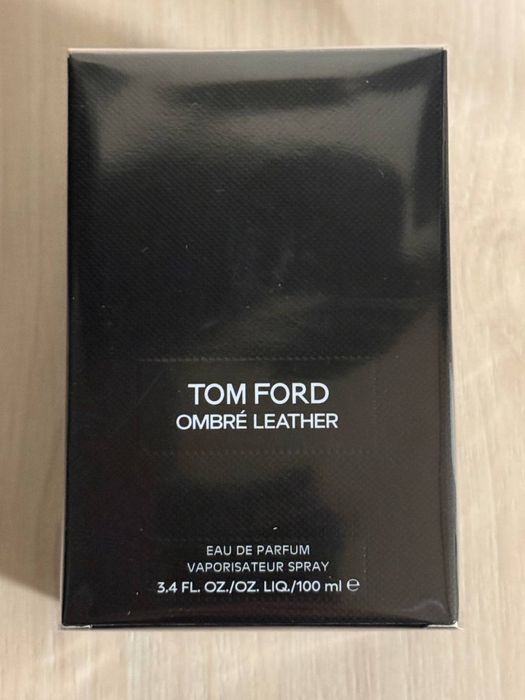 TOM FORD
OMBRÉ LEATHER
EAU DE PARFUM
VAPORISATEUR SPRAY
3.4 FL. OZ./OZ. LIQ./100 ml ℮